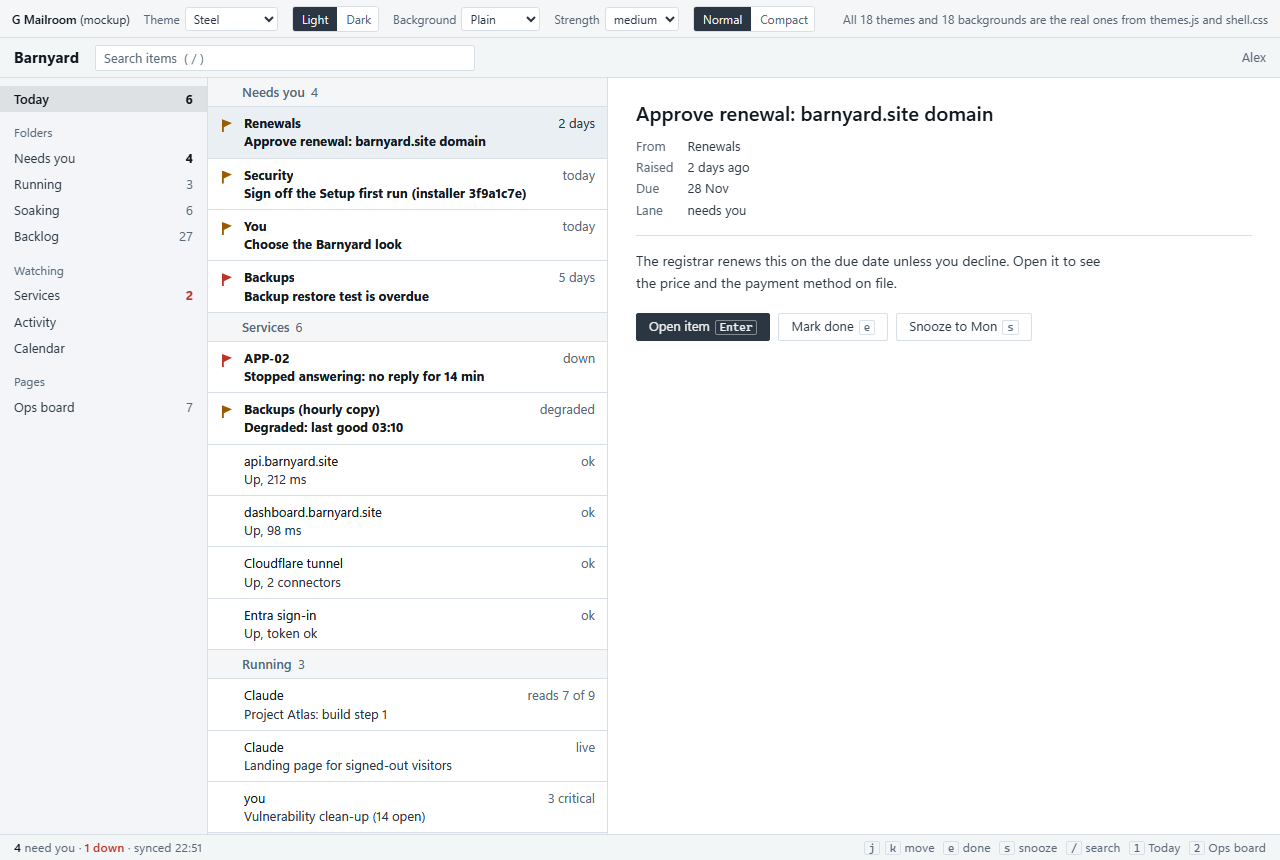 G Mailroom (mockup) Theme Steel Light Dark Background Plain Strength medium Normal Compact All 18 themes and 18 backgrounds are the real ones from themes.js and shell.css
Barnyard Search items ( / ) Alex
Today 6
Folders
Needs you 4
Running 3
Soaking 6
Backlog 27
Watching
Services 2
Activity
Calendar
Pages
Ops board 7
Needs you 4
Renewals 2 days
Approve renewal: barnyard.site domain
Security today
Sign off the Setup first run (installer 3f9a1c7e)
You today
Choose the Barnyard look
Backups 5 days
Backup restore test is overdue
Services 6
APP-02 down
Stopped answering: no reply for 14 min
Backups (hourly copy) degraded
Degraded: last good 03:10
api.barnyard.site ok
Up, 212 ms
dashboard.barnyard.site ok
Up, 98 ms
Cloudflare tunnel ok
Up, 2 connectors
Entra sign-in ok
Up, token ok
Running 3
Claude reads 7 of 9
Project Atlas: build step 1
Claude live
Landing page for signed-out visitors
you 3 critical
Vulnerability clean-up (14 open)
Approve renewal: barnyard.site domain
From Renewals
Raised 2 days ago
Due 28 Nov
Lane needs you
The registrar renews this on the due date unless you decline. Open it to see
the price and the payment method on file.
Open item Enter Mark done e Snooze to Mon s
4 need you · 1 down · synced 22:51 j k move e done s snooze / search 1 Today 2 Ops board